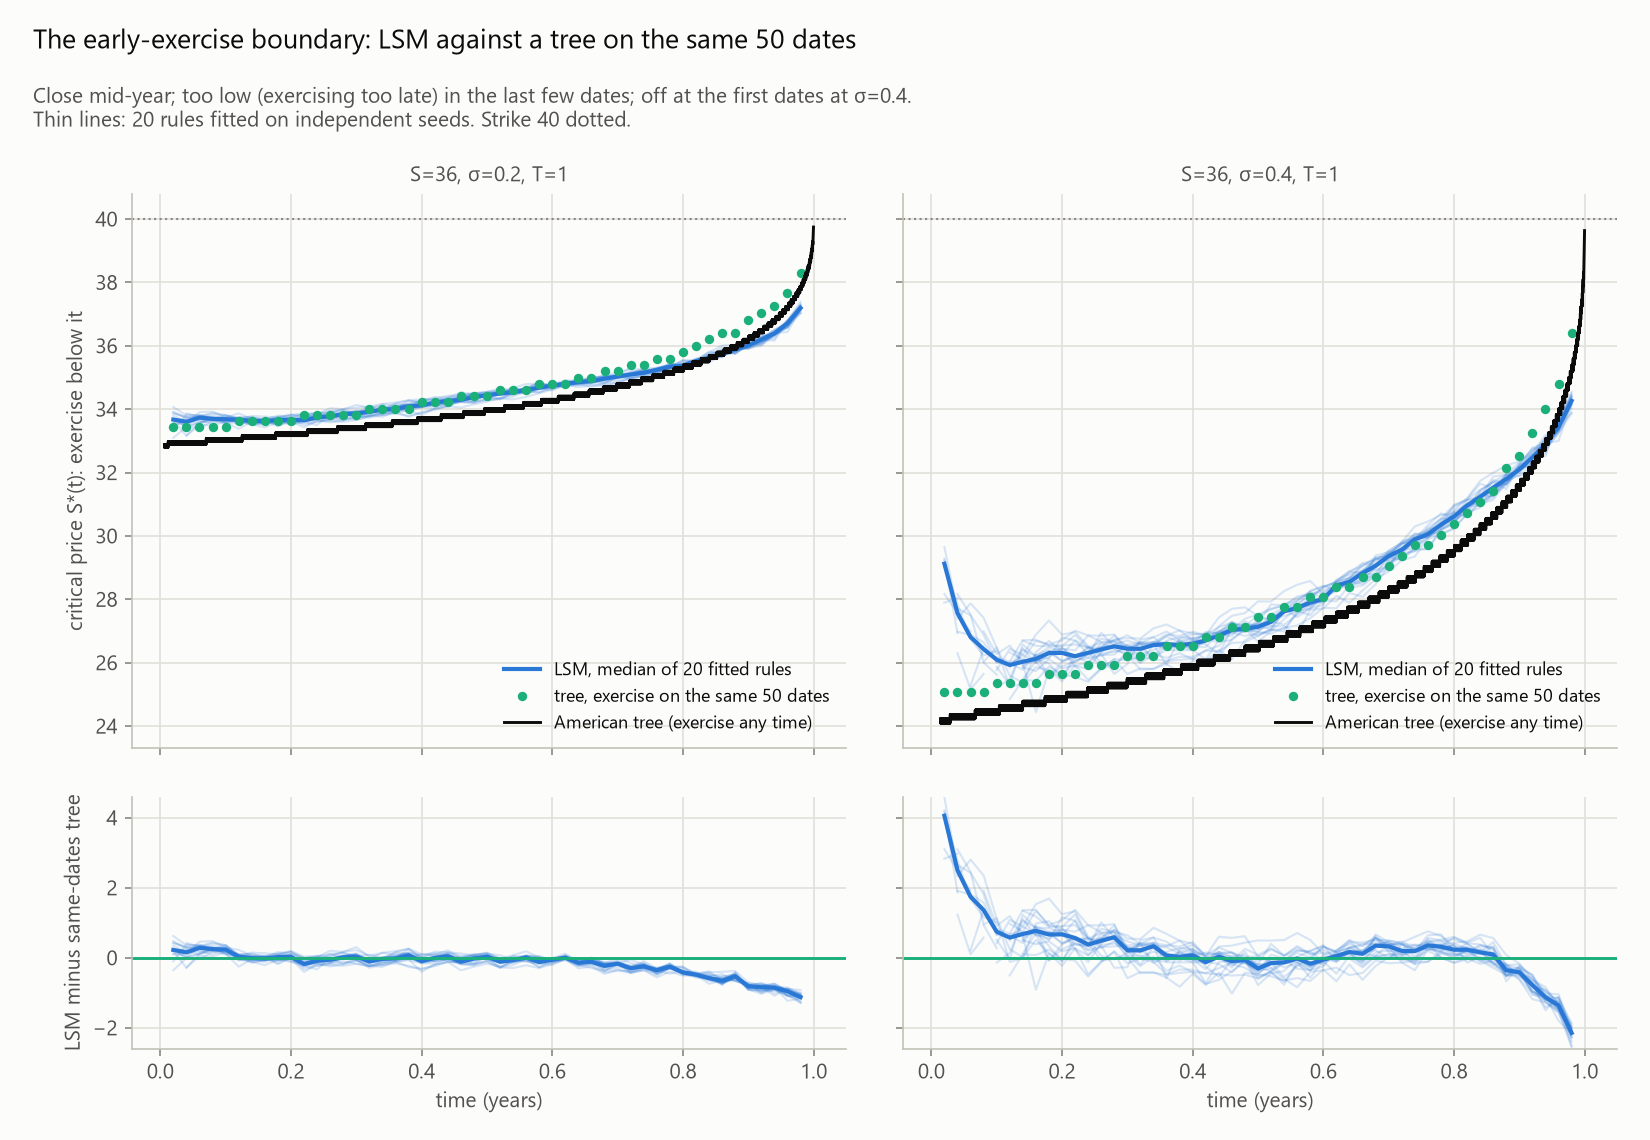 The early-exercise boundary: LSM against a tree on the same 50 dates
Close mid-year; too low (exercising too late) in the last few dates; off at the first dates at σ=0.4.
Thin lines: 20 rules fitted on independent seeds. Strike 40 dotted.
S=36, σ=0.2, T=1
S=36, σ=0.4, T=1
critical price S*(t): exercise below it
40
38
36
34
32
30
28
26
24
LSM, median of 20 fitted rules
tree, exercise on the same 50 dates
American tree (exercise any time)
LSM, median of 20 fitted rules
tree, exercise on the same 50 dates
American tree (exercise any time)
LSM minus same-dates tree
4
2
0
−2
0.0 0.2 0.4 0.6 0.8 1.0
0.0 0.2 0.4 0.6 0.8 1.0
time (years)
time (years)